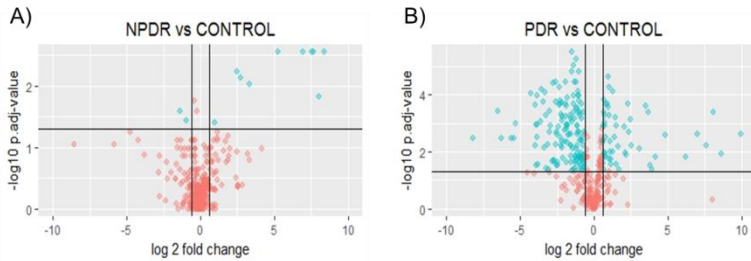 A)
NPDR vs CONTROL
-log10 p.adj-value
2
1
0
-10
-5
0
5
10
log 2 fold change
B)
PDR vs CONTROL
-log10 p.adj-value
4
2
0
-10
-5
0
5
10
log 2 fold change